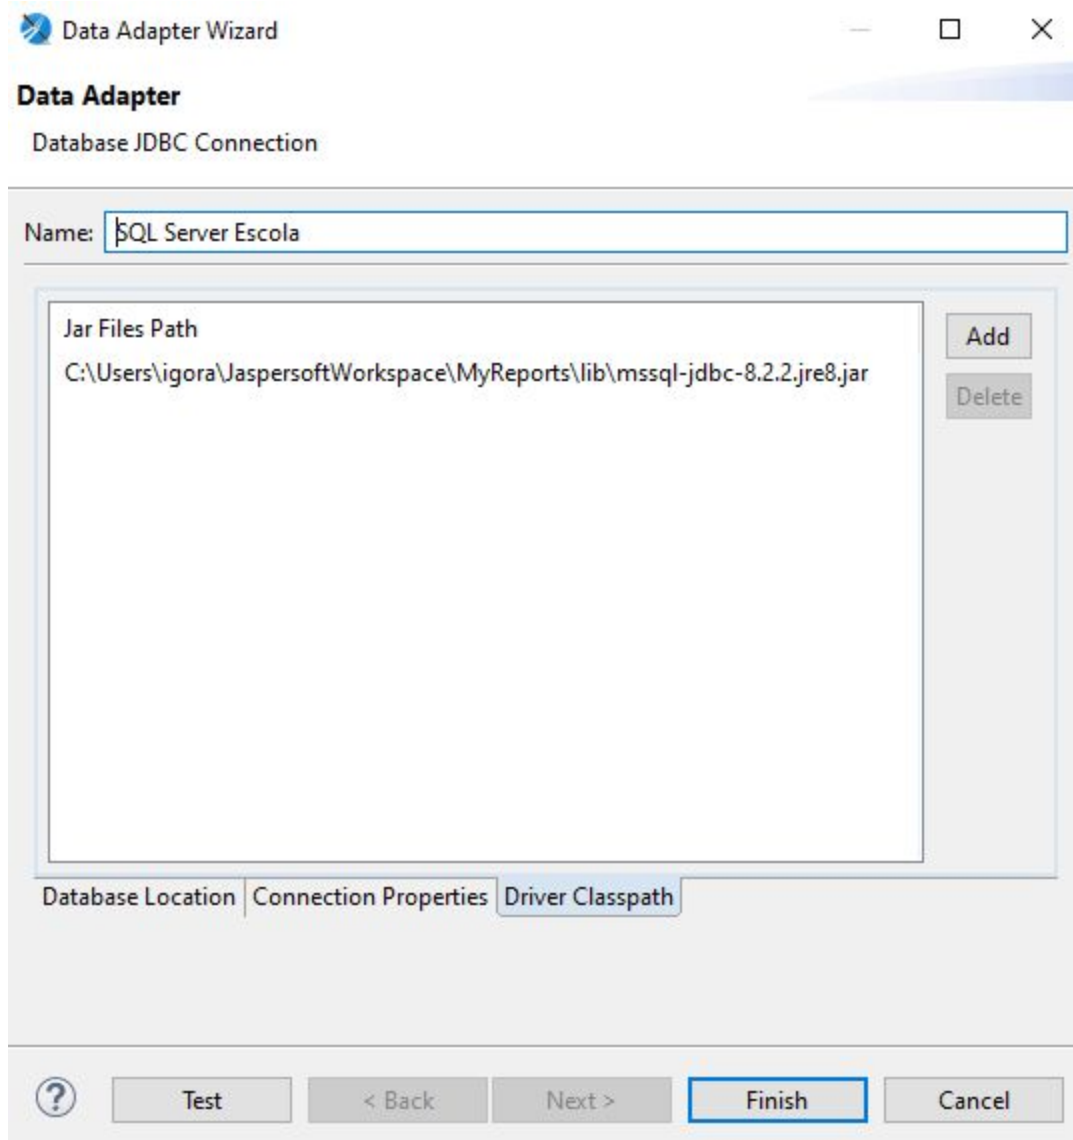 Data Adapter Wizard
Data Adapter
Database JDBC Connection
Name: SQL Server Escola
Jar Files Path
Add
C:\Users\igora\JaspersoftWorkspace\MyReports\lib\mssql-jdbc-8.2.2.jre8.jar
Delete
Database Location Connection Properties Driver Classpath
? Test < Back Next > Finish Cancel